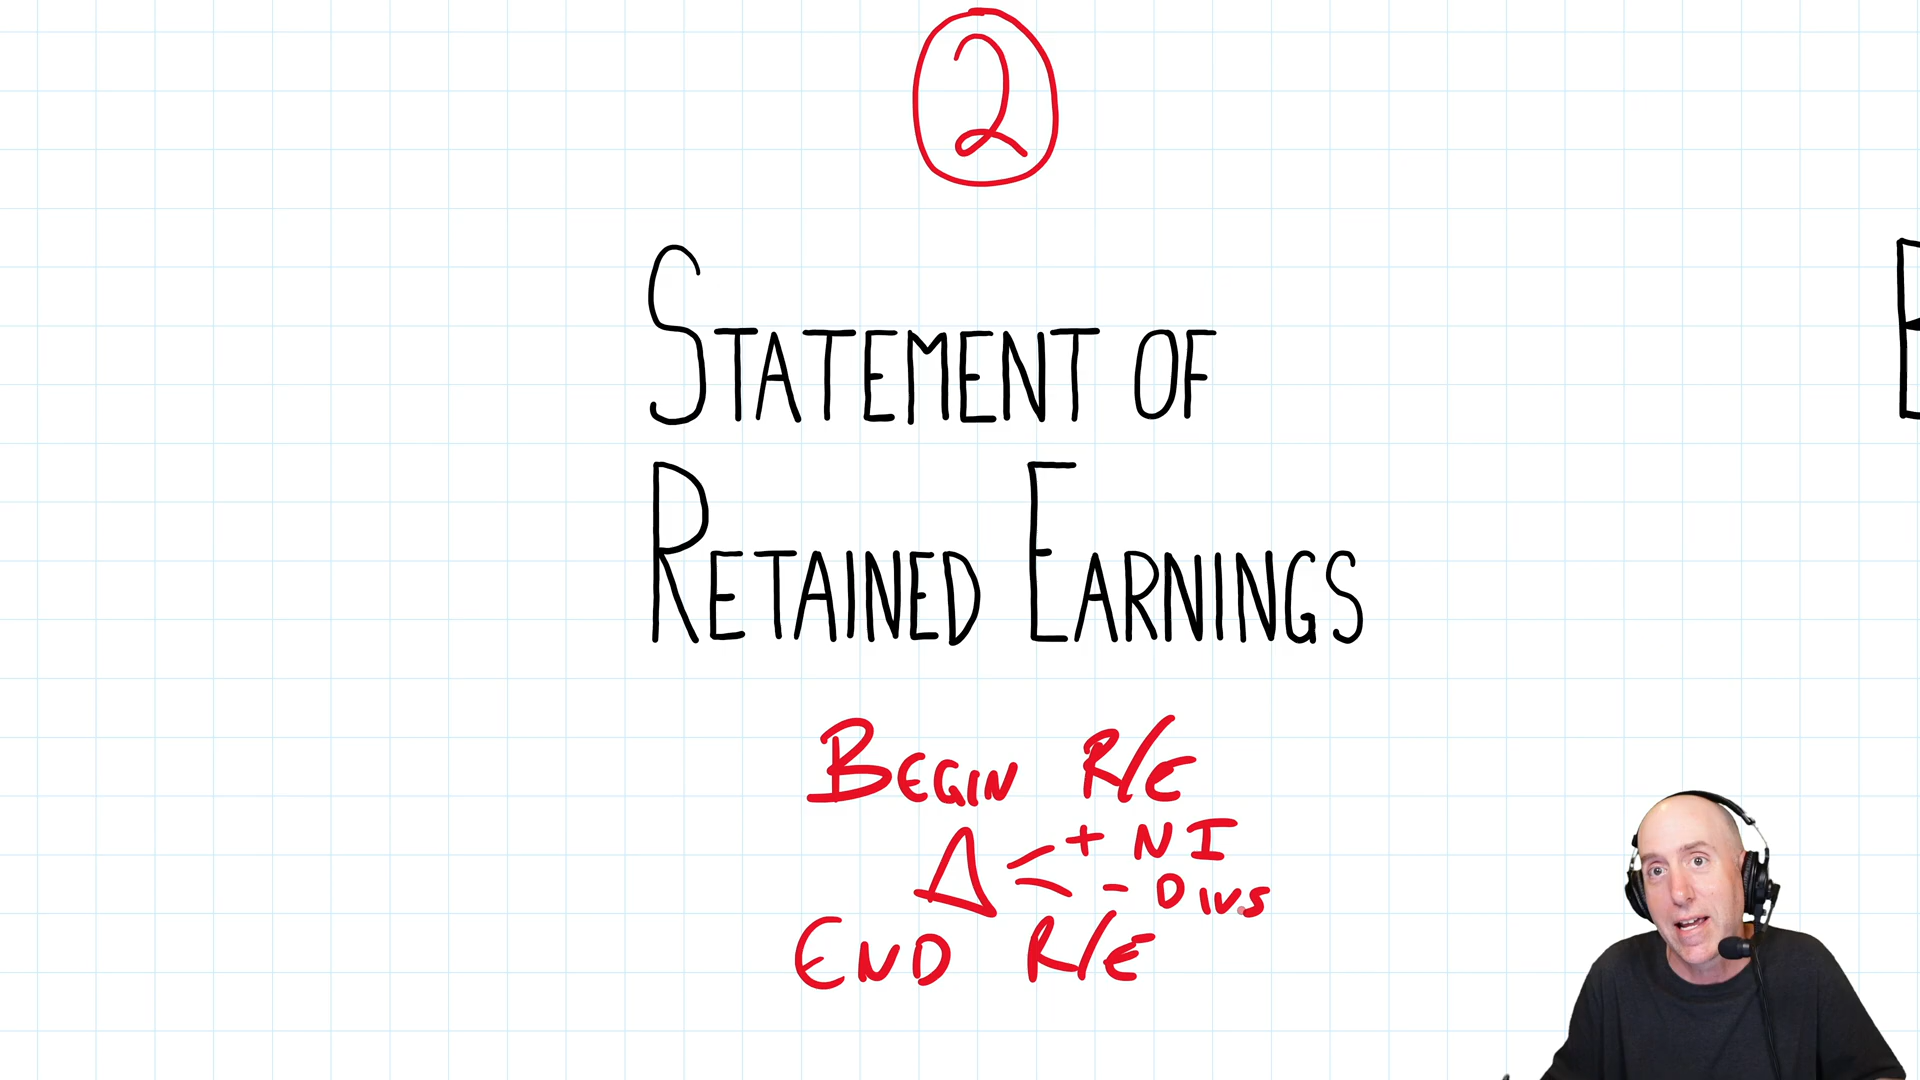 2
STATEMENT OF
RETAINED EARNINGS
BEGIN R/E
Δ < + NI
- DIVS
END R/E